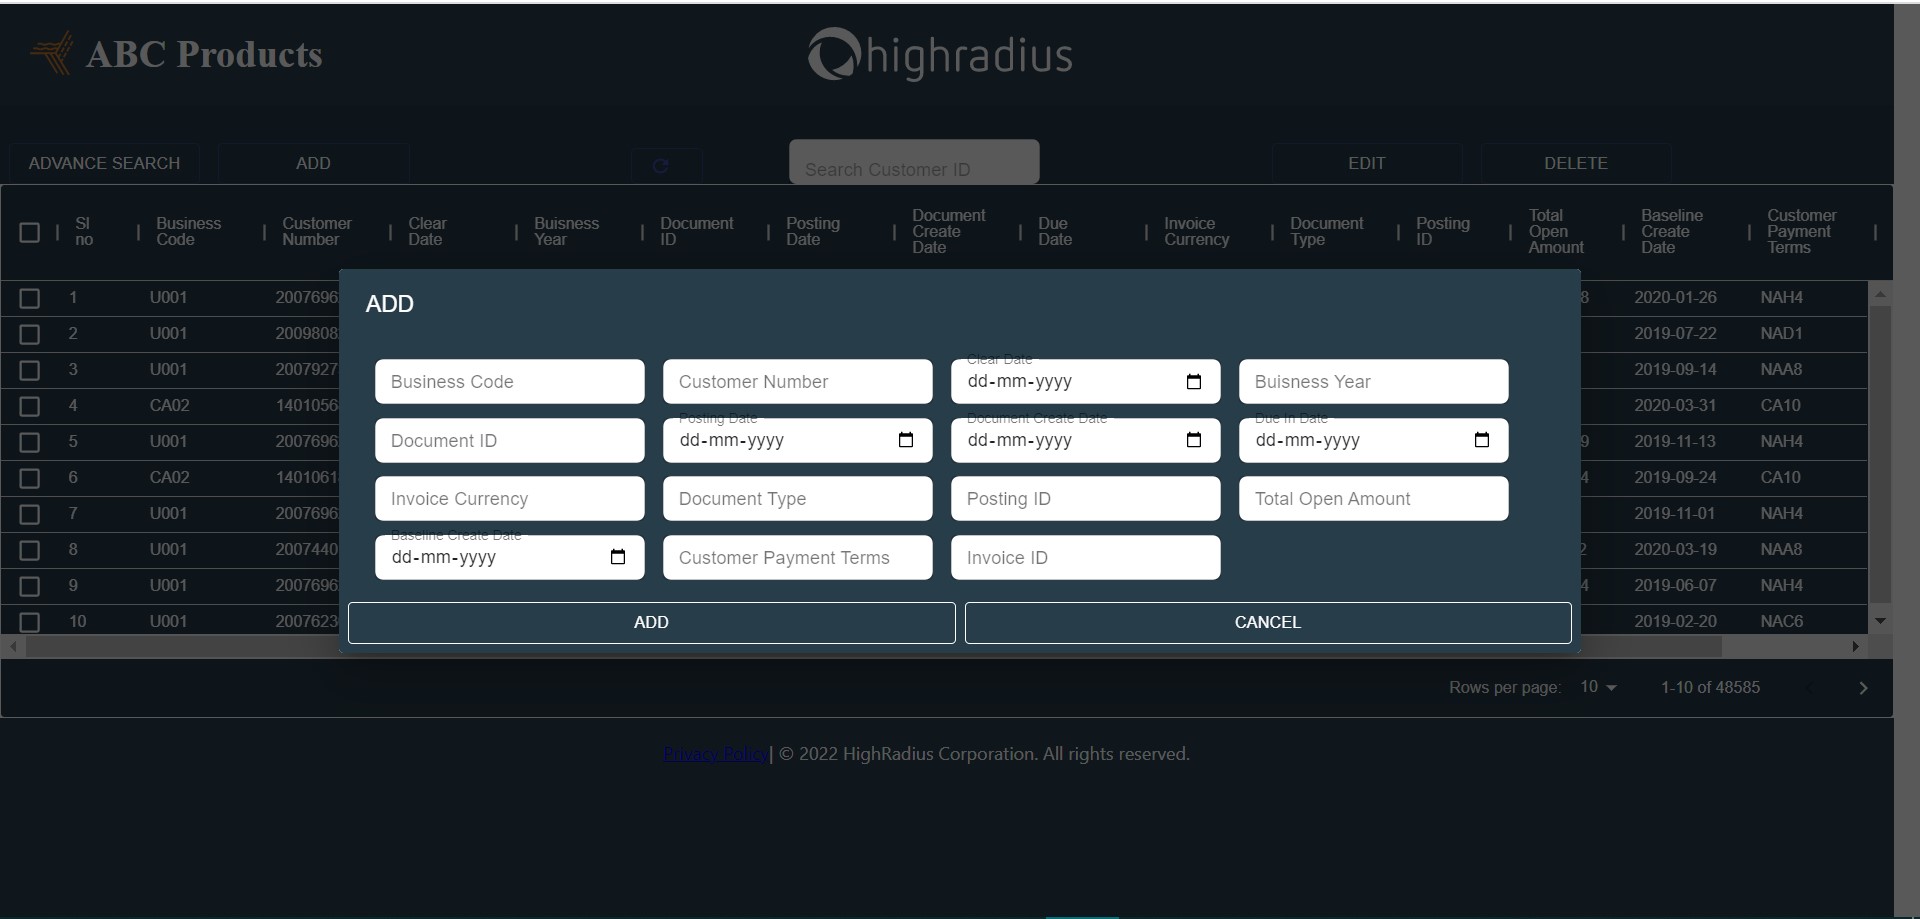 ABC Products
highradius
ADVANCE SEARCH ADD Search Customer ID EDIT DELETE
Sl no | Business Code | Customer Number | Clear Date | Buisness Year | Document ID | Posting Date | Document Create Date | Due Date | Invoice Currency | Document Type | Posting ID | Total Open Amount | Baseline Create Date | Customer Payment Terms |
1 U001 2007696 8 2020-01-26 NAH4
2 U001 200980 2019-07-22 NAD1
3 U001 200792 2019-09-14 NAA8
4 CA02 1401056 2020-03-31 CA10
5 U001 2007696 9 2019-11-13 NAH4
6 CA02 1401061 4 2019-09-24 CA10
7 U001 2007696 2019-11-01 NAH4
8 U001 200744 2 2020-03-19 NAA8
9 U001 2007696 4 2019-06-07 NAH4
10 U001 200762 2019-02-20 NAC6
ADD
Business Code
Customer Number
Clear Date
dd-mm-yyyy
Buisness Year
Document ID
Posting Date
dd-mm-yyyy
Document Create Date
dd-mm-yyyy
Due In Date
dd-mm-yyyy
Invoice Currency
Document Type
Posting ID
Total Open Amount
Baseline Create Date
dd-mm-yyyy
Customer Payment Terms
Invoice ID
ADD
CANCEL
Rows per page: 10 1-10 of 48585
Privacy Policy| © 2022 HighRadius Corporation. All rights reserved.